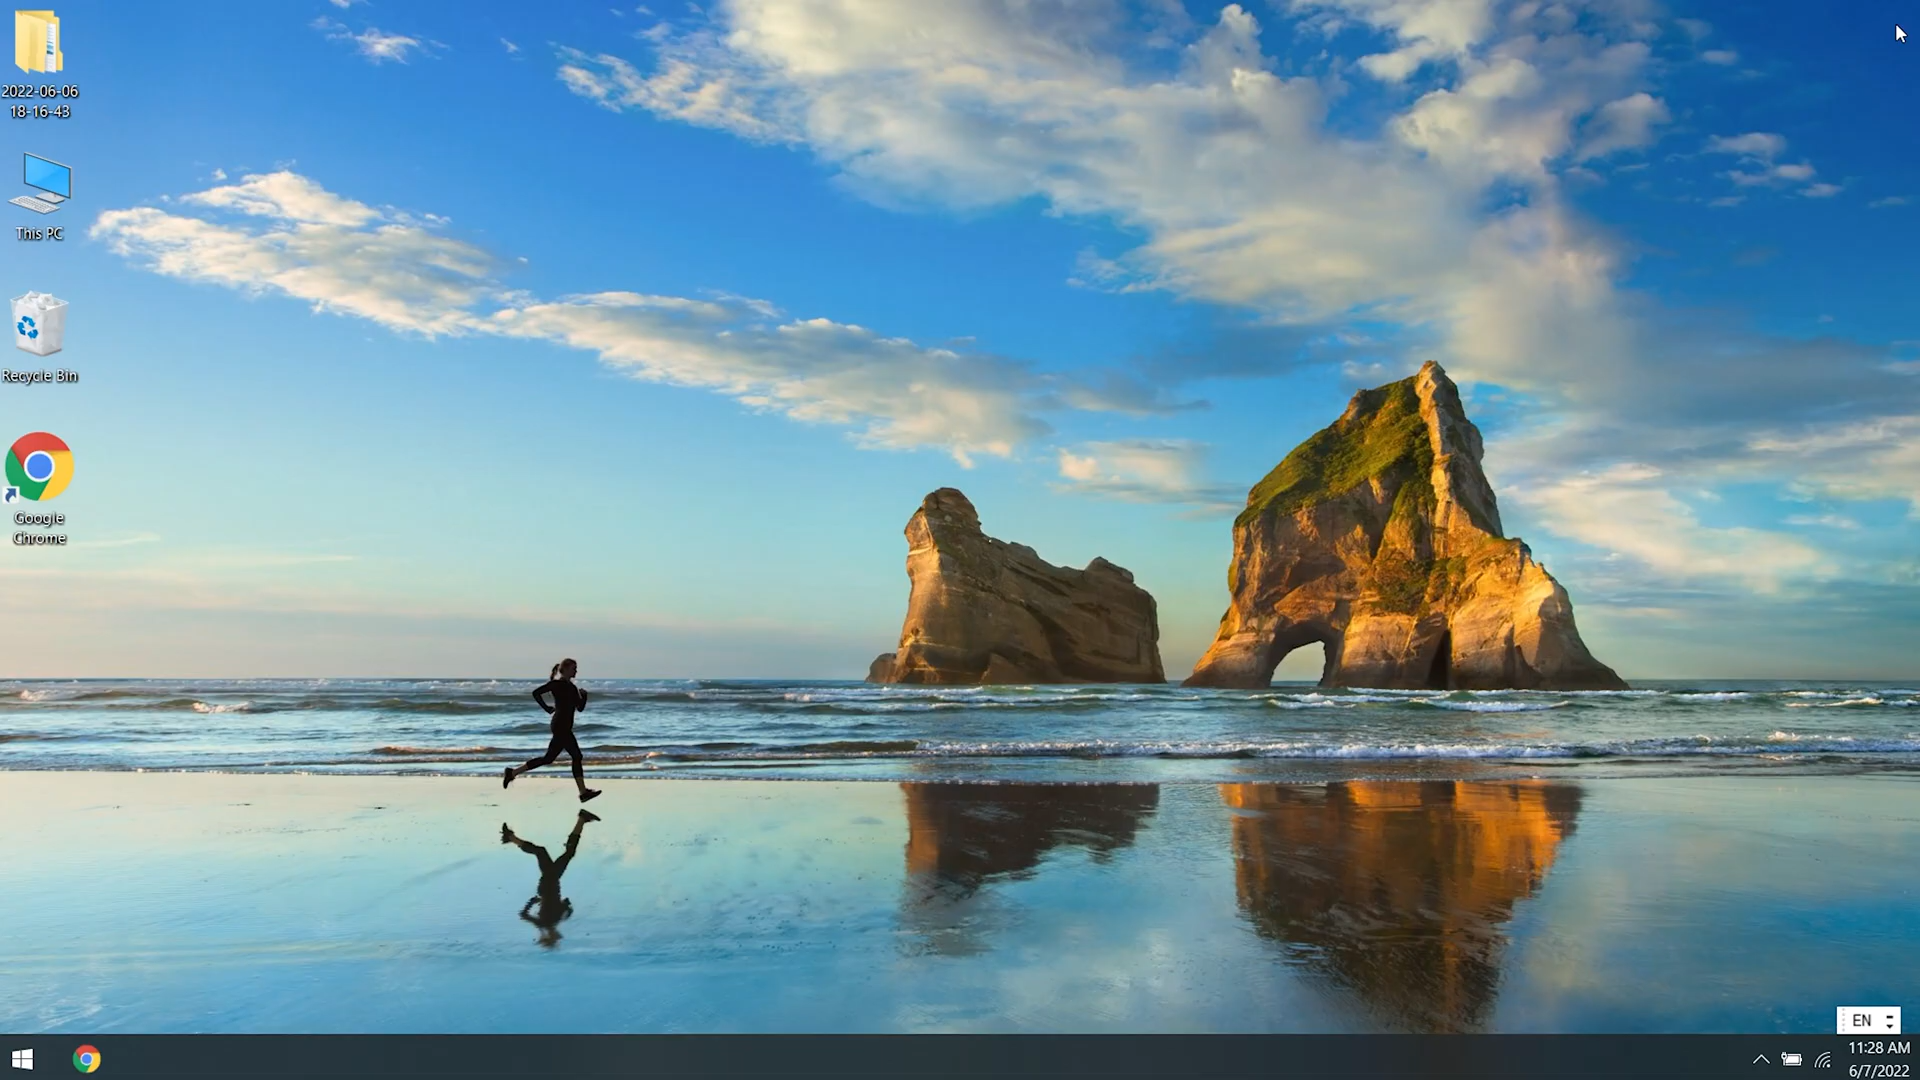 2022-06-06
18-16-43
This PC
Recycle Bin
Google
Chrome
EN
11:28 AM
6/7/2022